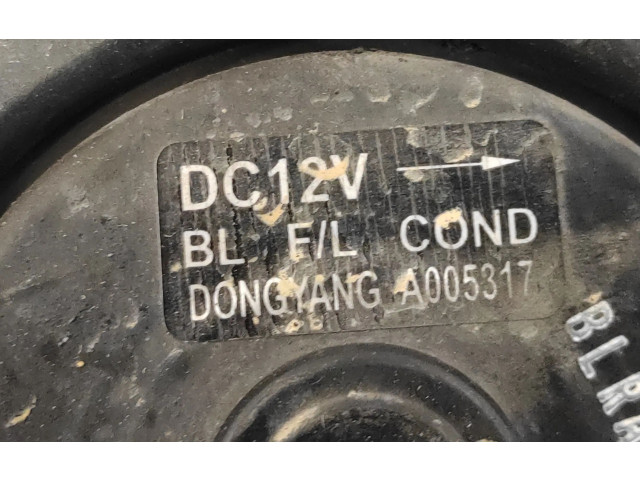 DC12V →
BL F/L COND
DONGYANG A005317